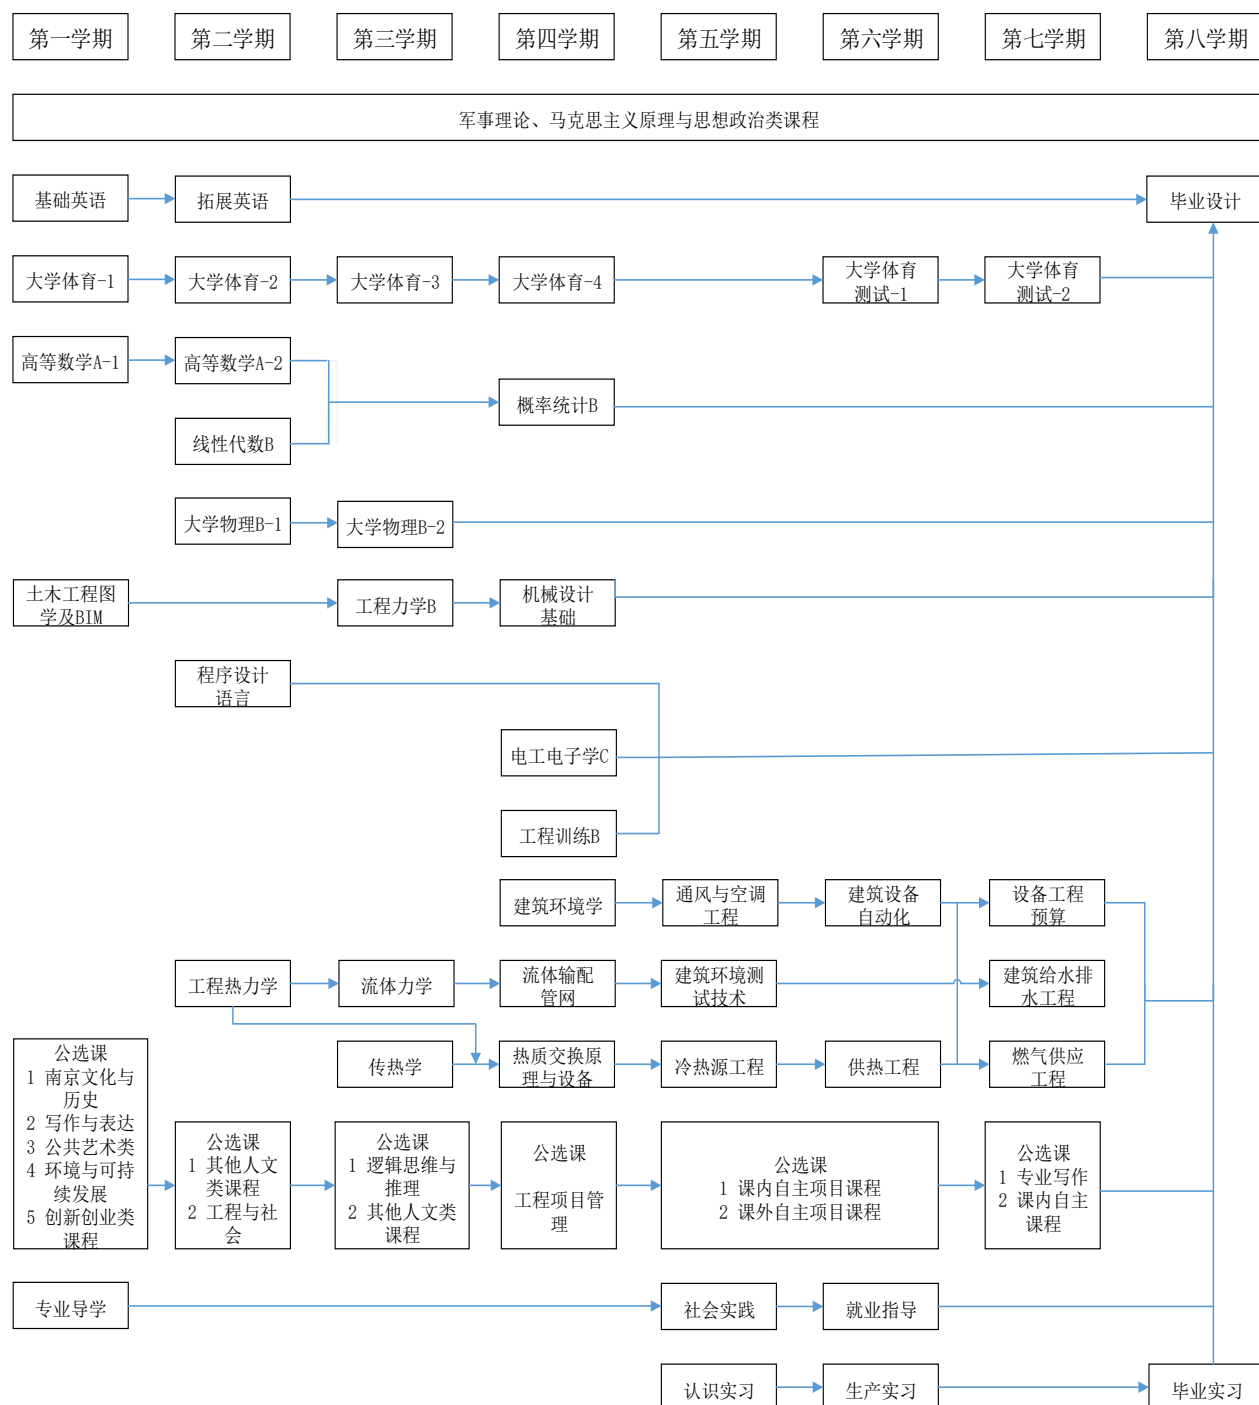 第一学期
第二学期
第三学期
第四学期
第五学期
第六学期
第七学期
第八学期
军事理论、马克思主义原理与思想政治类课程
基础英语
拓展英语
毕业设计
大学体育-1
大学体育-2
大学体育-3
大学体育-4
大学体育
测试-1
大学体育
测试-2
高等数学A-1
高等数学A-2
概率统计B
线性代数B
大学物理B-1
大学物理B-2
土木工程图
学及BIM
工程力学B
机械设计
基础
程序设计
语言
电工电子学C
工程训练B
建筑环境学
通风与空调
工程
建筑设备
自动化
设备工程
预算
工程热力学
流体力学
流体输配
管网
建筑环境测
试技术
建筑给水排
水工程
传热学
热质交换原
理与设备
冷热源工程
供热工程
燃气供应
工程
公选课
1 南京文化与
历史
2 写作与表达
3 公共艺术类
4 环境与可持
续发展
5 创新创业类
课程
公选课
1 其他人文
类课程
2 工程与社
会
公选课
1 逻辑思维与
推理
2 其他人文类
课程
公选课
工程项目管
理
公选课
1 课内自主项目课程
2 课外自主项目课程
公选课
1 专业写作
2 课内自主
课程
专业导学
社会实践
就业指导
认识实习
生产实习
毕业实习